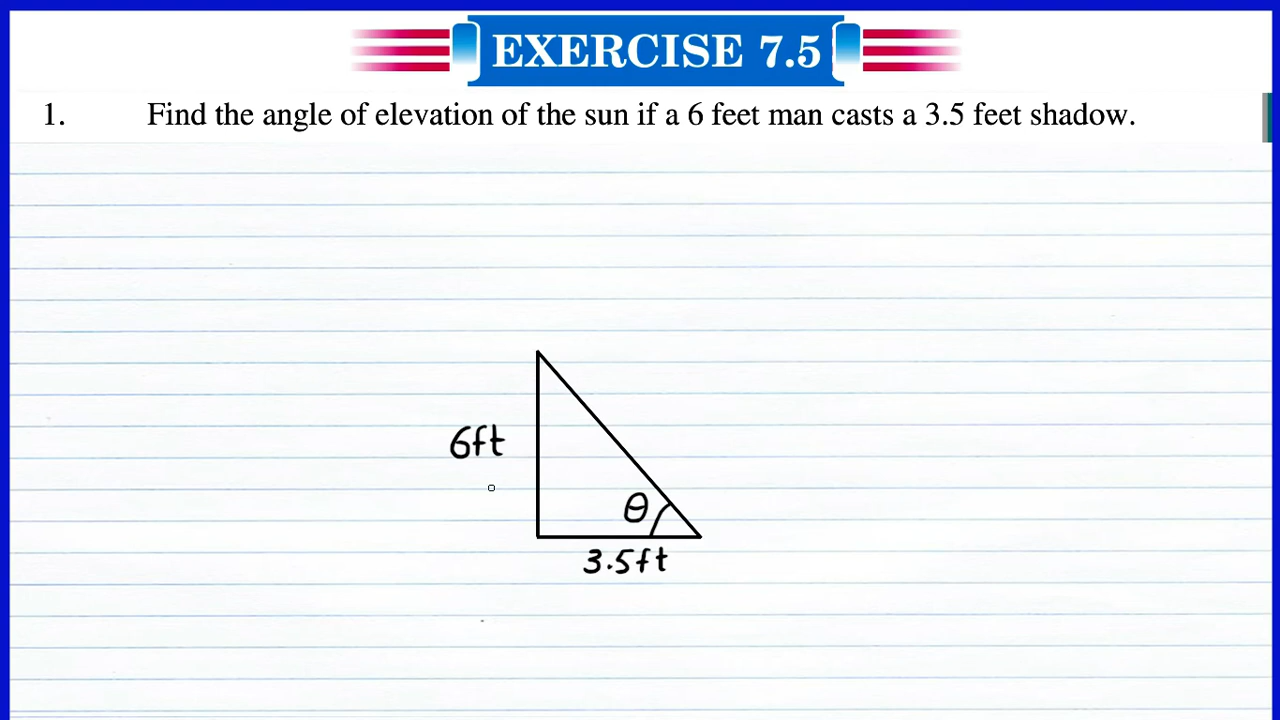 EXERCISE 7.5
1. Find the angle of elevation of the sun if a 6 feet man casts a 3.5 feet shadow.
6ft
θ
3.5ft